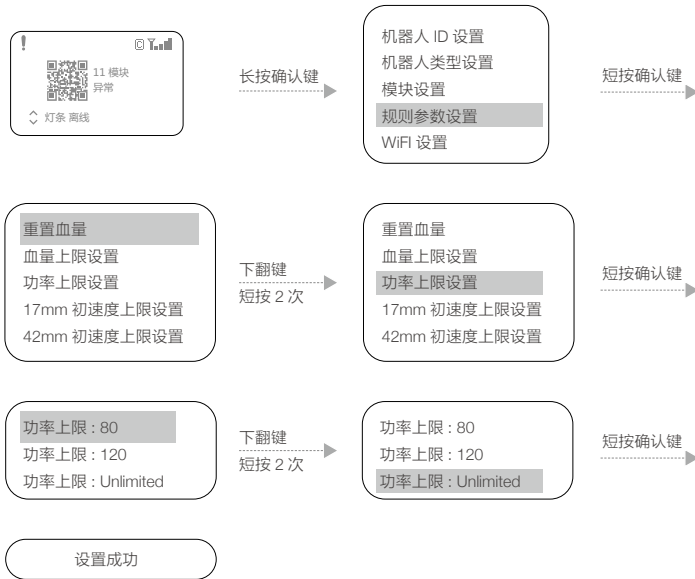 !
C
11 模块
异常
灯条 离线
长按确认键
机器人 ID 设置
机器人类型设置
模块设置
规则参数设置
WiFI 设置
短按确认键
重置血量
血量上限设置
功率上限设置
17mm 初速度上限设置
42mm 初速度上限设置
下翻键
短按 2 次
重置血量
血量上限设置
功率上限设置
17mm 初速度上限设置
42mm 初速度上限设置
短按确认键
功率上限 : 80
功率上限 : 120
功率上限 : Unlimited
下翻键
短按 2 次
功率上限 : 80
功率上限 : 120
功率上限 : Unlimited
短按确认键
设置成功